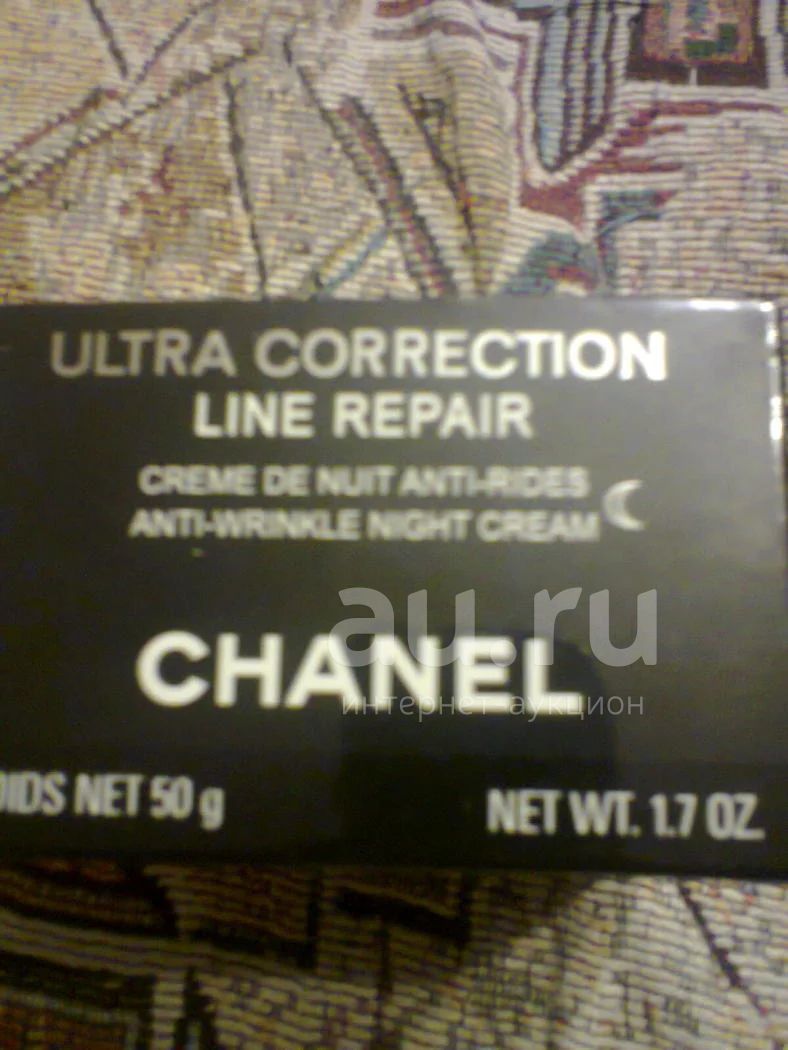 ULTRA CORRECTION
LINE REPAIR
CREME DE NUIT ANTI-RIDES
ANTI-WRINKLE NIGHT CREAM
au.ru
CHANEL
интернет аукцион
OIDS NET 50 g
NET WT. 1.7 OZ.